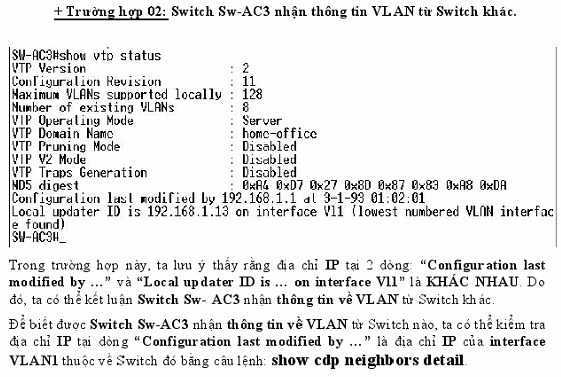 + Trường hợp 02: Switch Sw-AC3 nhận thông tin VLAN từ Switch khác.
SW-AC3#show vtp status
VTP Version : 2
Configuration Revision : 11
Maximum VLANs supported locally : 128
Number of existing VLANs : 8
VTP Operating Mode : Server
VTP Domain Name : home-office
VTP Pruning Mode : Disabled
VTP V2 Mode : Disabled
VTP Traps Generation : Disabled
MD5 digest : 0xA4 0xD7 0x27 0x8D 0x87 0x83 0xA8 0xDA
Configuration last modified by 192.168.1.1 at 3-1-93 01:02:01
Local updater ID is 192.168.1.13 on interface Vl1 (lowest numbered VLAN interfac
e found)
SW-AC3#_
Trong trường hợp này, ta lưu ý thấy rằng địa chỉ IP tại 2 dòng: “Configuration last
modified by ...” và “Local updater ID is ... on interface Vl1” là KHÁC NHAU. Do
đó, ta có thể kết luận Switch Sw- AC3 nhận thông tin về VLAN từ Switch khác.
Để biết được Switch Sw-AC3 nhận thông tin về VLAN từ Switch nào, ta có thể kiểm tra
địa chỉ IP tại dòng “Configuration last modified by ...” là địa chỉ IP của interface
VLAN1 thuộc về Switch đó bằng câu lệnh: show cdp neighbors detail.